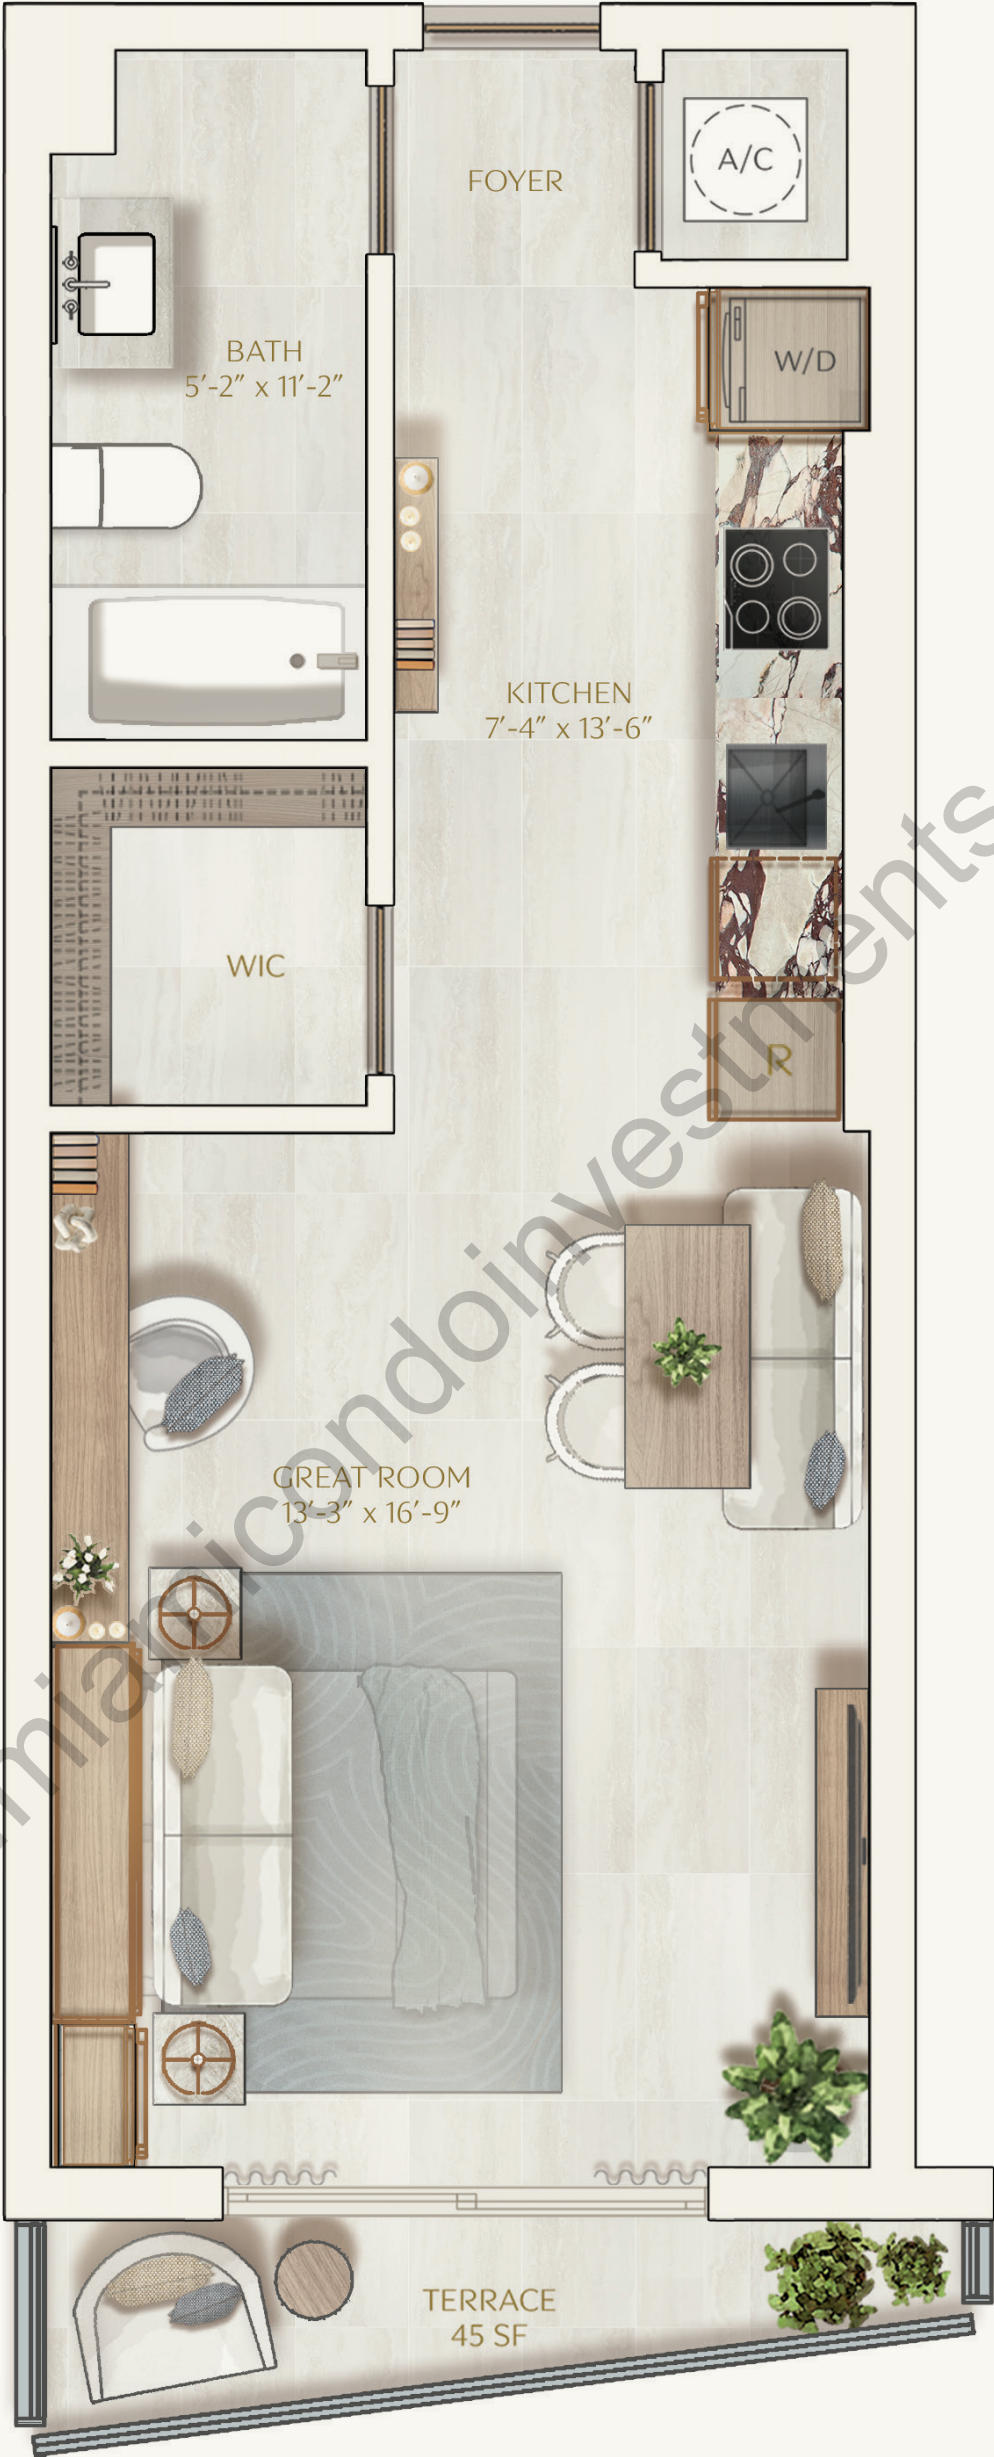 FOYER
A/C
BATH
5'-2" x 11'-2"
W/D
KITCHEN
7'-4" x 13'-6"
WIC
R
GREAT ROOM
13'-3" x 16'-9"
TERRACE
45 SF
miamicondoinvestments